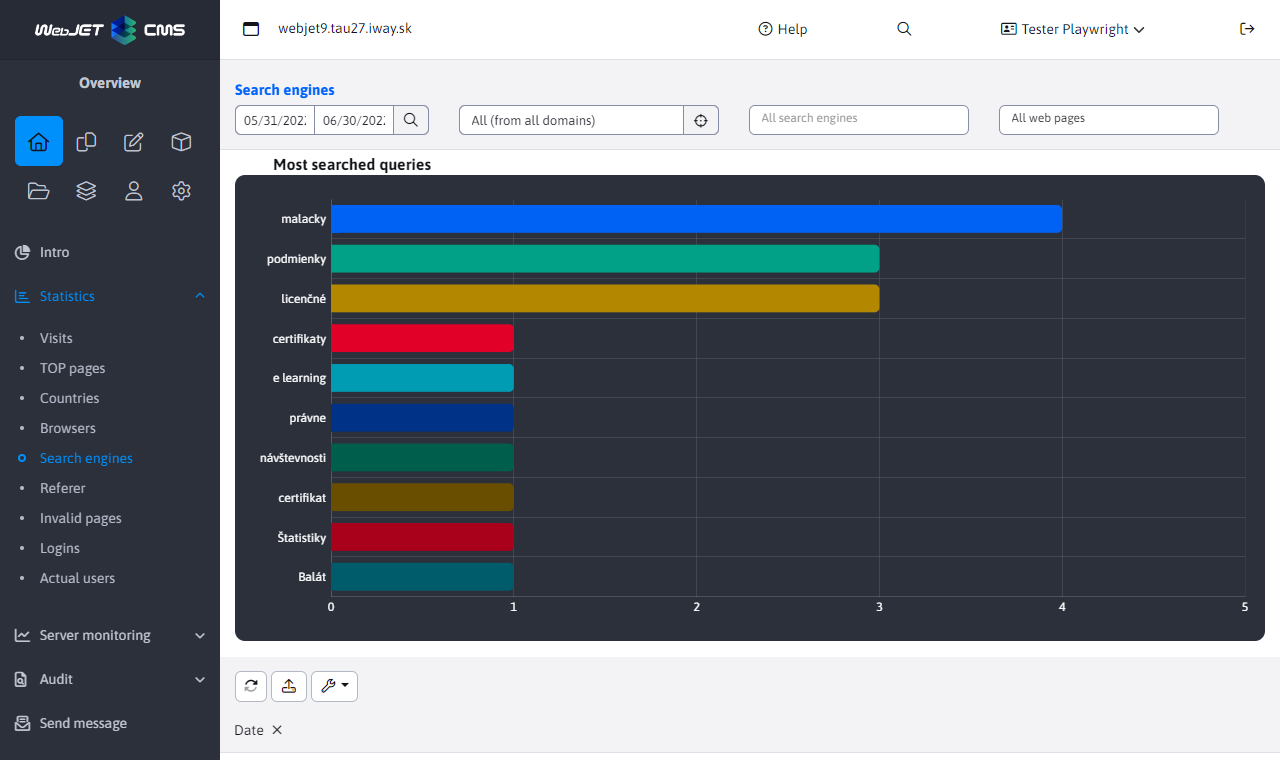 WebJET CMS
webjet9.tau27.iway.sk
Help
Tester Playwright
Overview
Intro
Statistics
Visits
TOP pages
Countries
Browsers
Search engines
Referer
Invalid pages
Logins
Actual users
Server monitoring
Audit
Send message
Search engines
05/31/202
06/30/202
All (from all domains)
All search engines
All web pages
Most searched queries
malacky
podmienky
licenčné
certifikaty
e learning
právne
návštevnosti
certifikat
Štatistiky
Balát
0 1 2 3 4 5
Date